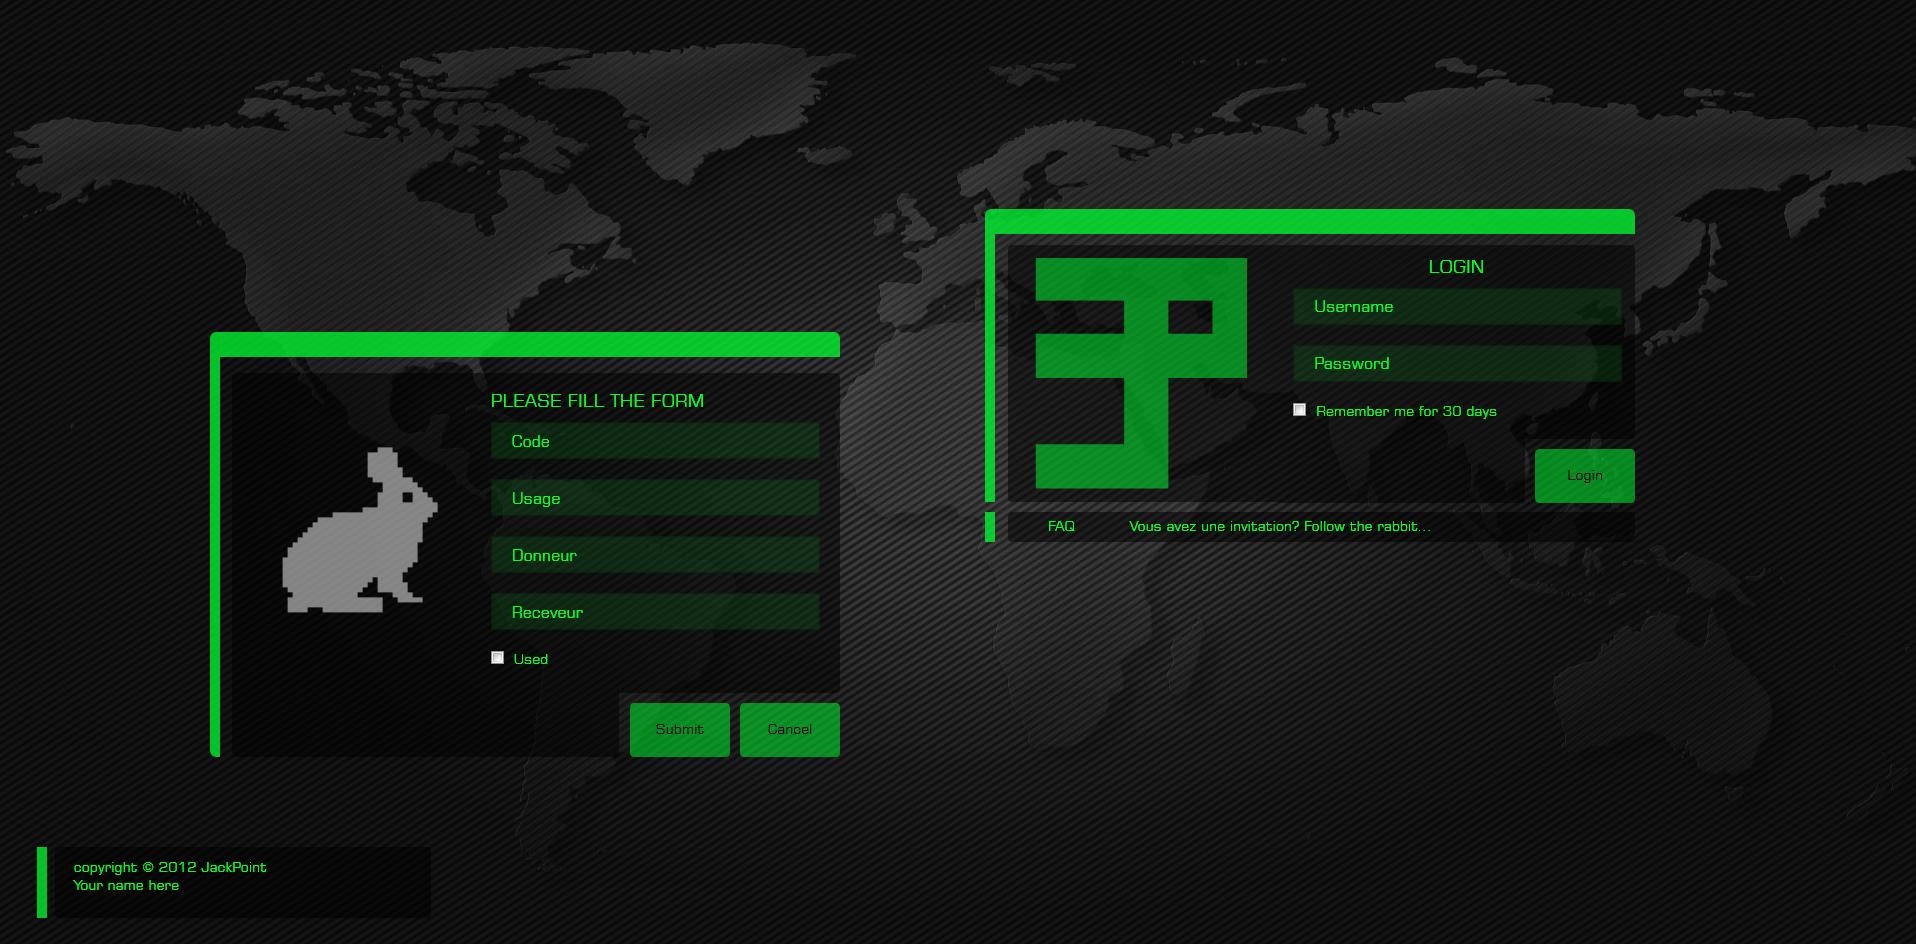 PLEASE FILL THE FORM
Code
Usage
Donneur
Receveur
Used
Submit
Cancel
LOGIN
Username
Password
Remember me for 30 days
Login
FAQ
Vous avez une invitation? Follow the rabbit...
copyright © 2012 JackPoint
Your name here